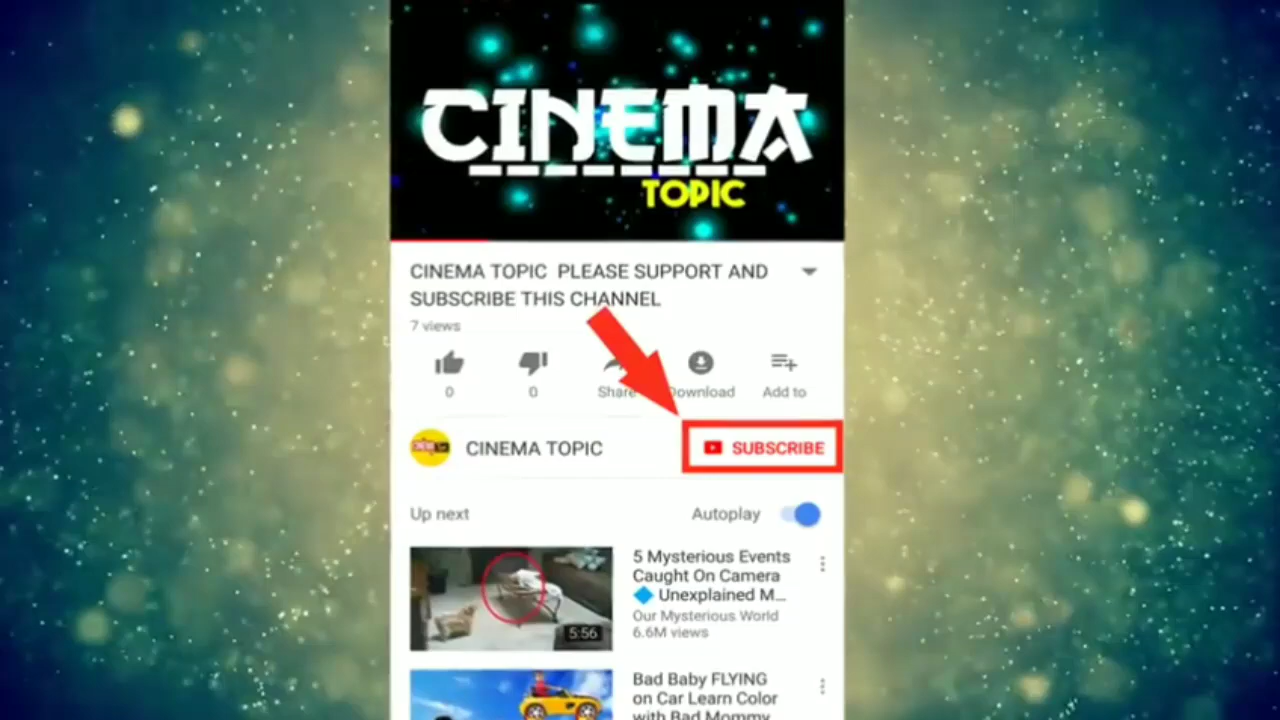 CINEMA
TOPIC
CINEMA TOPIC PLEASE SUPPORT AND
SUBSCRIBE THIS CHANNEL
7 views
0
0
Share
Download
Add to
CINEMA TOPIC
SUBSCRIBE
Up next
Autoplay
5 Mysterious Events
Caught On Camera
🔷 Unexplained M...
Our Mysterious World
6.6M views
5:56
Bad Baby FLYING
on Car Learn Color
with Bad Mommy